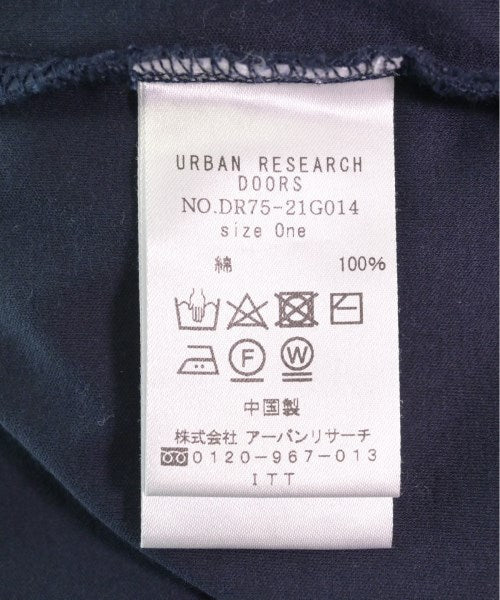 URBAN RESEARCH
DOORS
NO.DR75-21G014
size One
綿 100%
F W
中国製
株式会社 アーバンリサーチ
0120-967-013
ITT